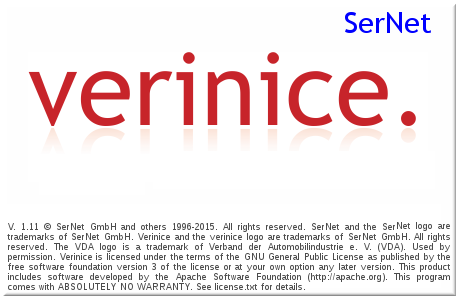 SerNet
verinice.
V. 1.11 © SerNet GmbH and others 1996-2015. All rights reserved. SerNet and the SerNet logo are
trademarks of SerNet GmbH. Verinice and the verinice logo are trademarks of SerNet GmbH. All rights
reserved. The VDA logo is a trademark of Verband der Automobilindustrie e. V. (VDA). Used by
permission. Verinice is licensed under the terms of the GNU General Public License as published by the
free software foundation version 3 of the license or at your own option any later version. This product
includes software developed by the Apache Software Foundation (http://apache.org). This program
comes with ABSOLUTELY NO WARRANTY. See license.txt for details.